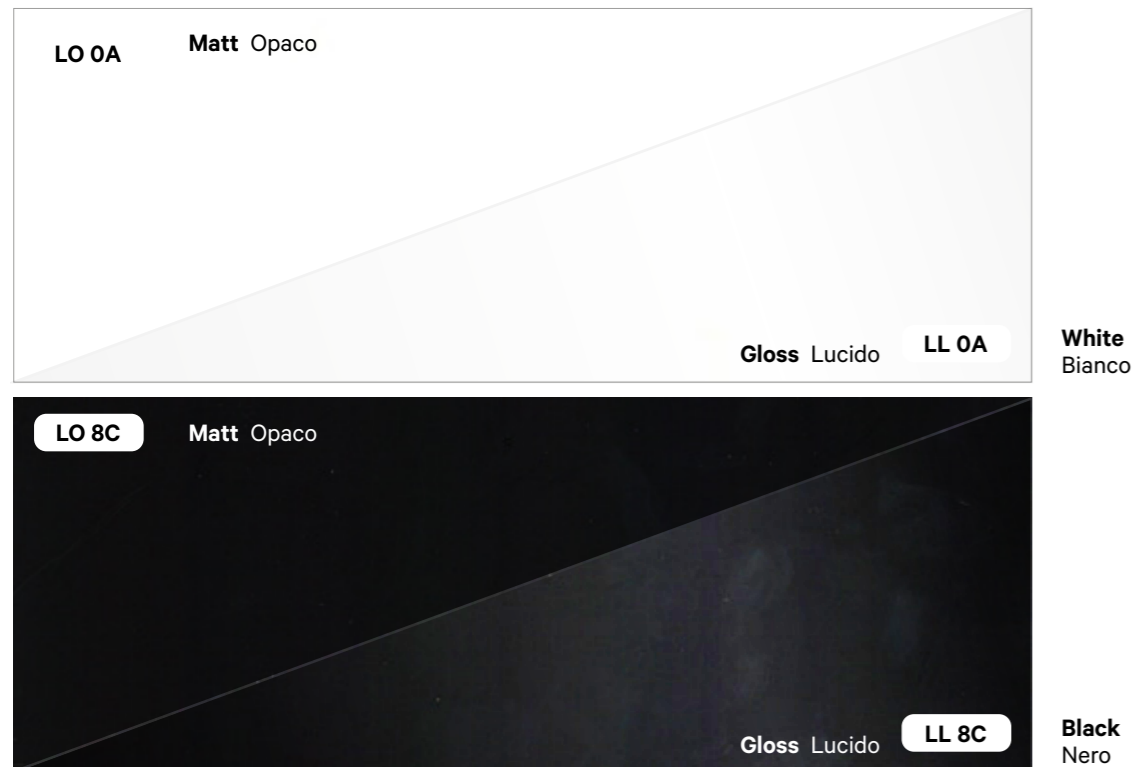 LO 0A
Matt Opaco
Gloss Lucido
LL 0A
White
Bianco
LO 8C
Matt Opaco
Gloss Lucido
LL 8C
Black
Nero